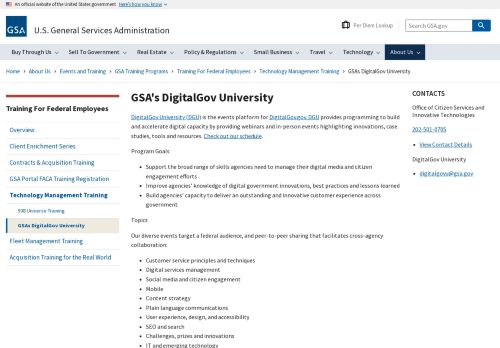 An official website of the United States government Here's how you know
GSA
U.S. General Services Administration
Per Diem Lookup
Search GSA.gov
Buy Through Us Sell To Government Real Estate Policy & Regulations Small Business Travel Technology About Us
Home › About Us › Events and Training › GSA Training Programs › Training For Federal Employees › Technology Management Training › GSAs DigitalGov University
Training For Federal Employees
Overview
Client Enrichment Series
Contracts & Acquisition Training
GSA Portal FACA Training Registration
Technology Management Training
508 Universe Training
GSAs DigitalGov University
Fleet Management Training
Acquisition Training for the Real World
GSA's DigitalGov University
DigitalGov University (DGU) is the events platform for DigitalGov.gov. DGU provides programming to build
and accelerate digital capacity by providing webinars and in-person events highlighting innovations, case
studies, tools and resources. Check out our schedule.
Program Goals
• Support the broad range of skills agencies need to manage their digital media and citizen
engagement efforts
• Improve agencies' knowledge of digital government innovations, best practices and lessons learned
• Build agencies' capacity to deliver an outstanding and innovative customer experience across
government
Topics
Our diverse events target a federal audience, and peer-to-peer sharing that facilitates cross-agency
collaboration:
• Customer service principles and techniques
• Digital services management
• Social media and citizen engagement
• Mobile
• Content strategy
• Plain language communications
• User experience, design, and accessibility
• SEO and search
• Challenges, prizes and innovations
• IT and emerging technology
CONTACTS
Office of Citizen Services and
Innovative Technologies
202-501-0705
• View Contact Details
DigitalGov University
• digitalgovu@gsa.gov